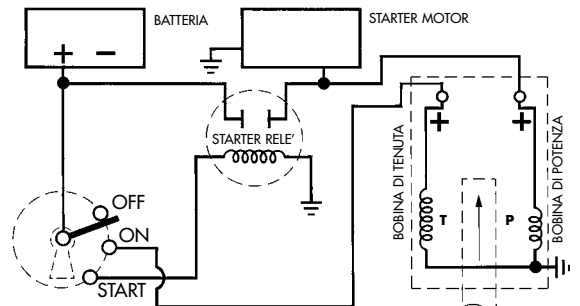 BATTERIA
STARTER MOTOR
+ −
STARTER RELE'
+ +
BOBINA DI TENUTA
BOBINA DI POTENZA
T P
OFF
ON
START